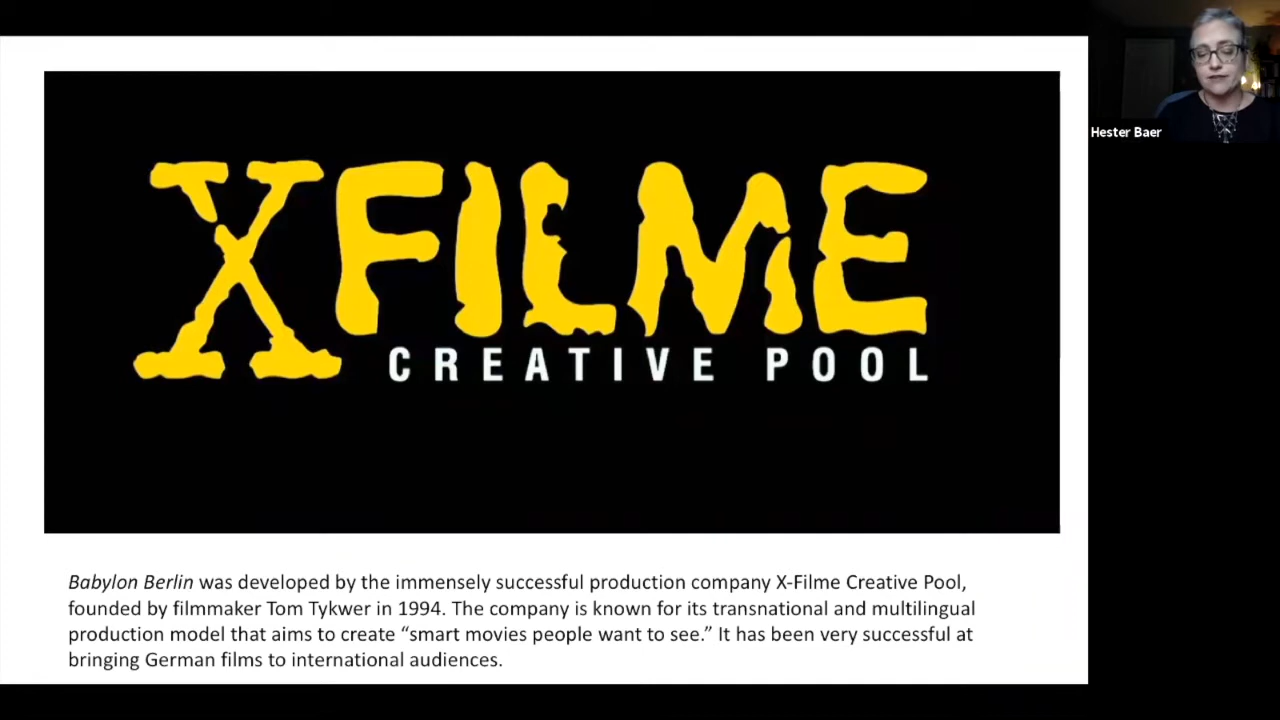 XFILME
CREATIVE POOL
Hester Baer
Babylon Berlin was developed by the immensely successful production company X-Filme Creative Pool,
founded by filmmaker Tom Tykwer in 1994. The company is known for its transnational and multilingual
production model that aims to create “smart movies people want to see.” It has been very successful at
bringing German films to international audiences.